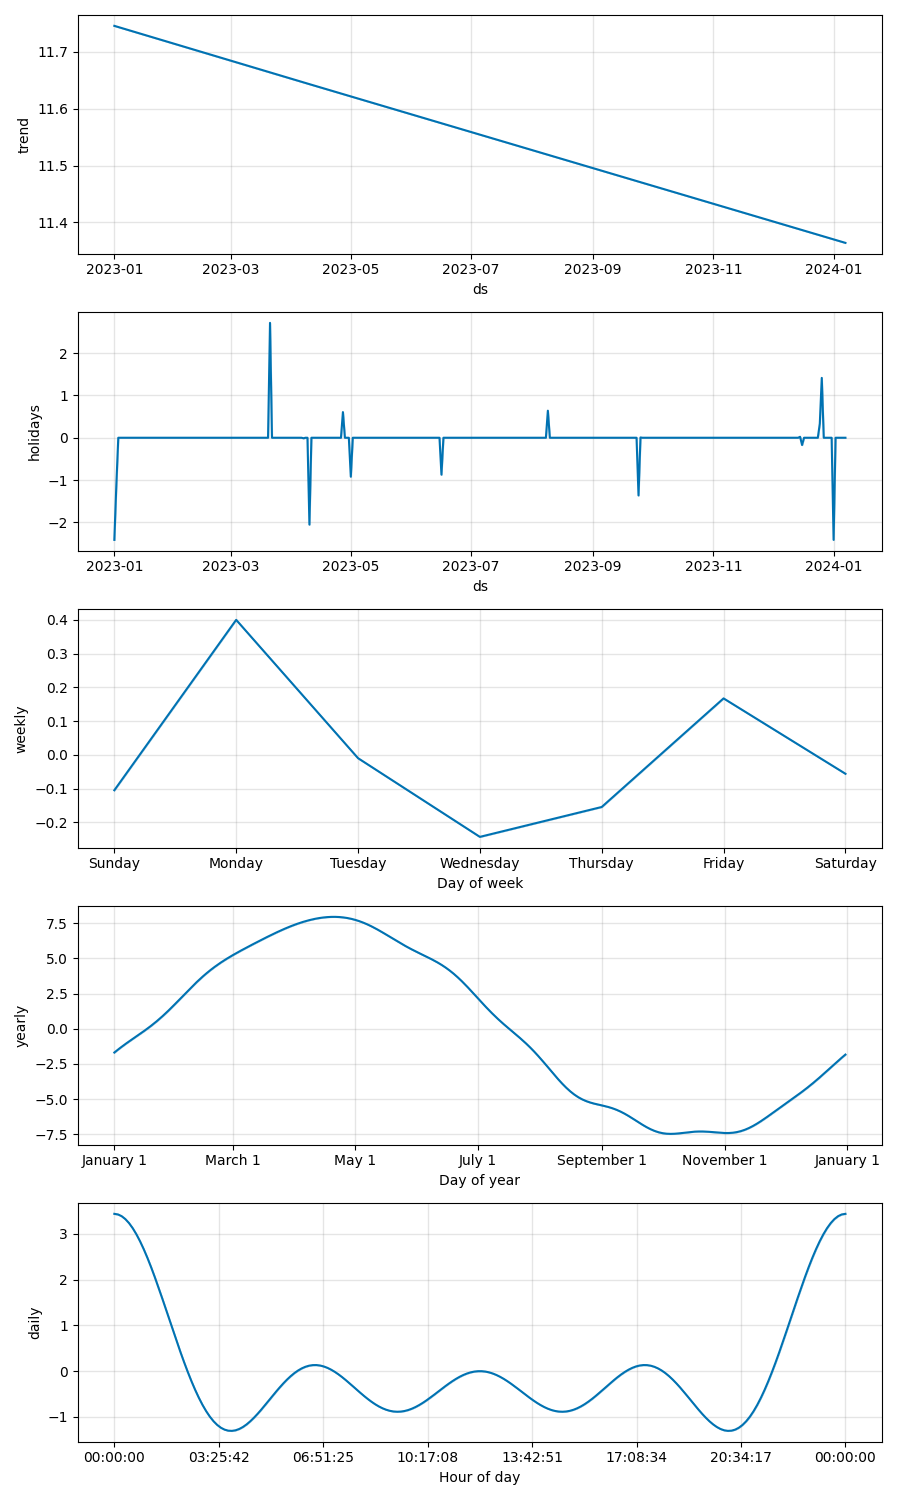 trend
11.7
11.6
11.5
11.4
2023-01 2023-03 2023-05 2023-07 2023-09 2023-11 2024-01
ds
holidays
2
1
0
−1
−2
2023-01 2023-03 2023-05 2023-07 2023-09 2023-11 2024-01
ds
weekly
0.4
0.3
0.2
0.1
0.0
−0.1
−0.2
Sunday Monday Tuesday Wednesday Thursday Friday Saturday
Day of week
yearly
7.5
5.0
2.5
0.0
−2.5
−5.0
−7.5
January 1 March 1 May 1 July 1 September 1 November 1 January 1
Day of year
daily
3
2
1
0
−1
00:00:00 03:25:42 06:51:25 10:17:08 13:42:51 17:08:34 20:34:17 00:00:00
Hour of day